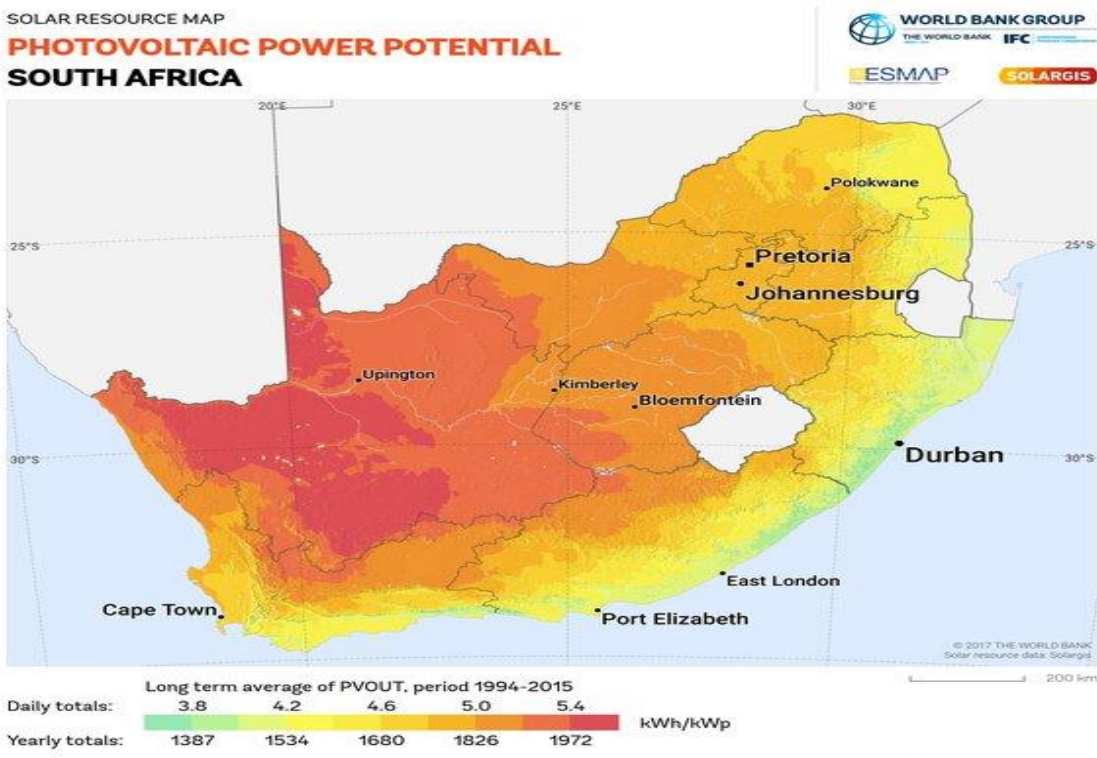 SOLAR RESOURCE MAP
PHOTOVOLTAIC POWER POTENTIAL
SOUTH AFRICA
WORLD BANK GROUP
THE WORLD BANK IFC
ESMAP
SOLARGIS
20°E 25°E 30°E
Polokwane
25°S
25°S
Pretoria
Johannesburg
Upington
Kimberley
Bloemfontein
30°S
Durban
30°S
East London
Cape Town
Port Elizabeth
© 2017 THE WORLD BANK
Solar resource data: Solargis
200 km
Long term average of PVOUT, period 1994-2015
Daily totals: 3.8 4.2 4.6 5.0 5.4
kWh/kWp
Yearly totals: 1387 1534 1680 1826 1972